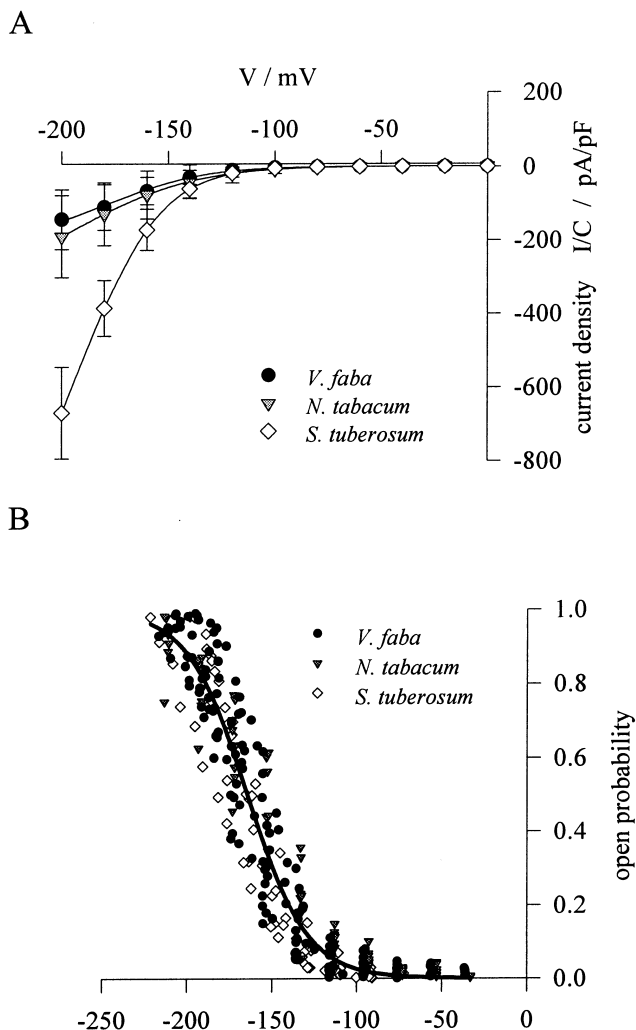 A
V / mV
200
-200 -150 -100 -50
0
-200
-400
-600
-800
current density I/C / pA/pF
V. faba
N. tabacum
S. tuberosum
B
1.0
0.8
0.6
0.4
0.2
0.0
open probability
V. faba
N. tabacum
S. tuberosum
-250 -200 -150 -100 -50 0